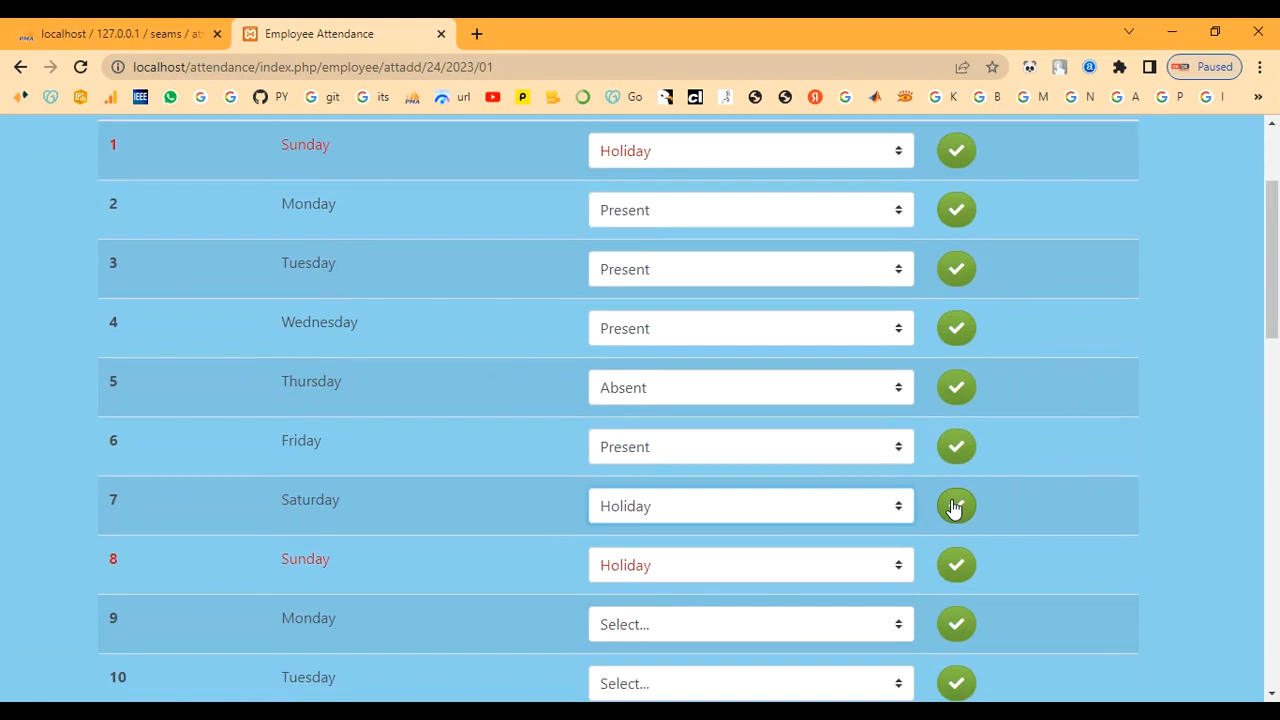 localhost / 127.0.0.1 / seams / at
Employee Attendance
localhost/attendance/index.php/employee/attadd/24/2023/01
Paused
IEEE PY git its url Go K B M N A P I »
1 Sunday Holiday
2 Monday Present
3 Tuesday Present
4 Wednesday Present
5 Thursday Absent
6 Friday Present
7 Saturday Holiday
8 Sunday Holiday
9 Monday Select...
10 Tuesday Select...